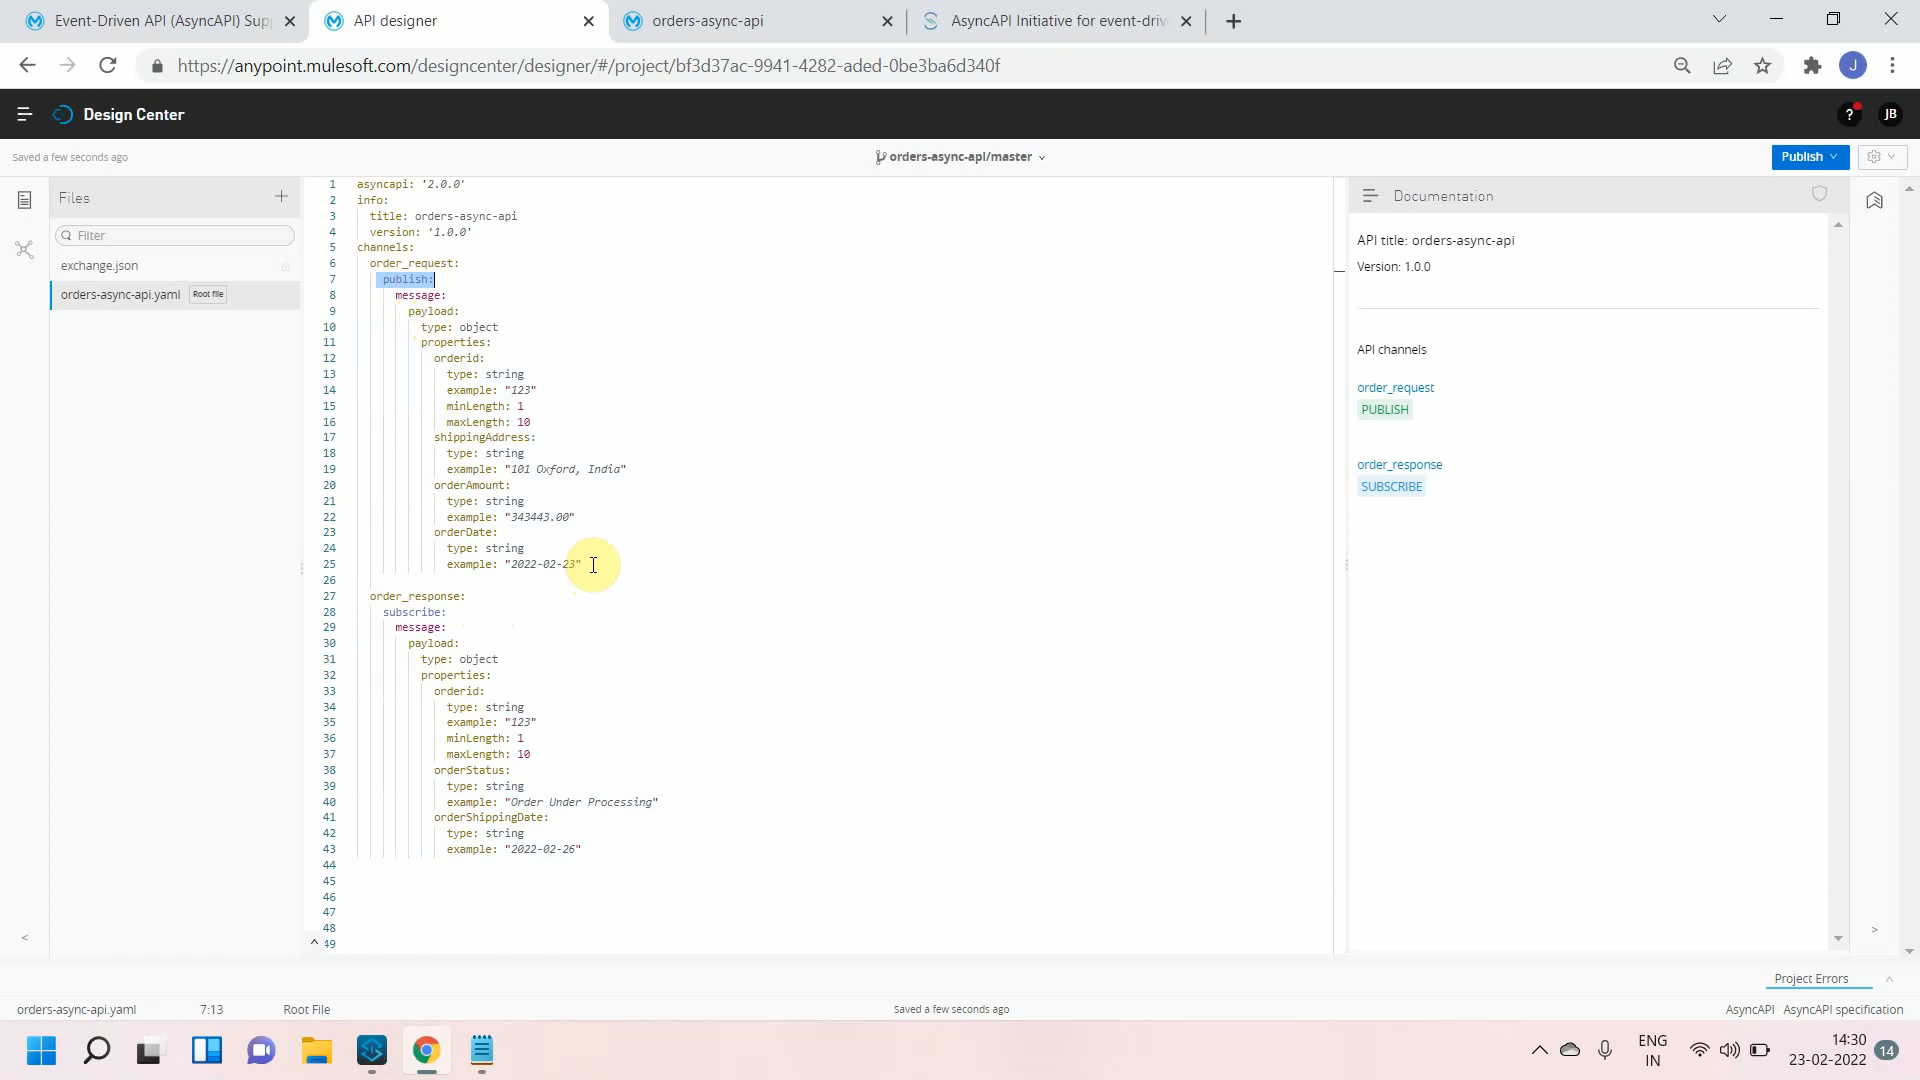 Event-Driven API (AsyncAPI) Sup
API designer
orders-async-api
AsyncAPI Initiative for event-driv
https://anypoint.mulesoft.com/designcenter/designer/#/project/bf3d37ac-9941-4282-aded-0be3ba6d340f
J
Design Center
?
JB
Saved a few seconds ago
orders-async-api/master
Publish
Files
Filter
exchange.json
orders-async-api.yaml Root file
1 asyncapi: '2.0.0'
2 info:
3 title: orders-async-api
4 version: '1.0.0'
5 channels:
6 order_request:
7 publish:
8 message:
9 payload:
10 type: object
11 properties:
12 orderid:
13 type: string
14 example: "123"
15 minLength: 1
16 maxLength: 10
17 shippingAddress:
18 type: string
19 example: "101 Oxford, India"
20 orderAmount:
21 type: string
22 example: "343443.00"
23 orderDate:
24 type: string
25 example: "2022-02-23"
26
27 order_response:
28 subscribe:
29 message:
30 payload:
31 type: object
32 properties:
33 orderid:
34 type: string
35 example: "123"
36 minLength: 1
37 maxLength: 10
38 orderStatus:
39 type: string
40 example: "Order Under Processing"
41 orderShippingDate:
42 type: string
43 example: "2022-02-26"
44
45
46
47
48
49
Documentation
API title: orders-async-api
Version: 1.0.0
API channels
order_request
PUBLISH
order_response
SUBSCRIBE
Project Errors
orders-async-api.yaml 7:13 Root File
Saved a few seconds ago
AsyncAPI AsyncAPI specification
ENG
IN
14:30
23-02-2022
14